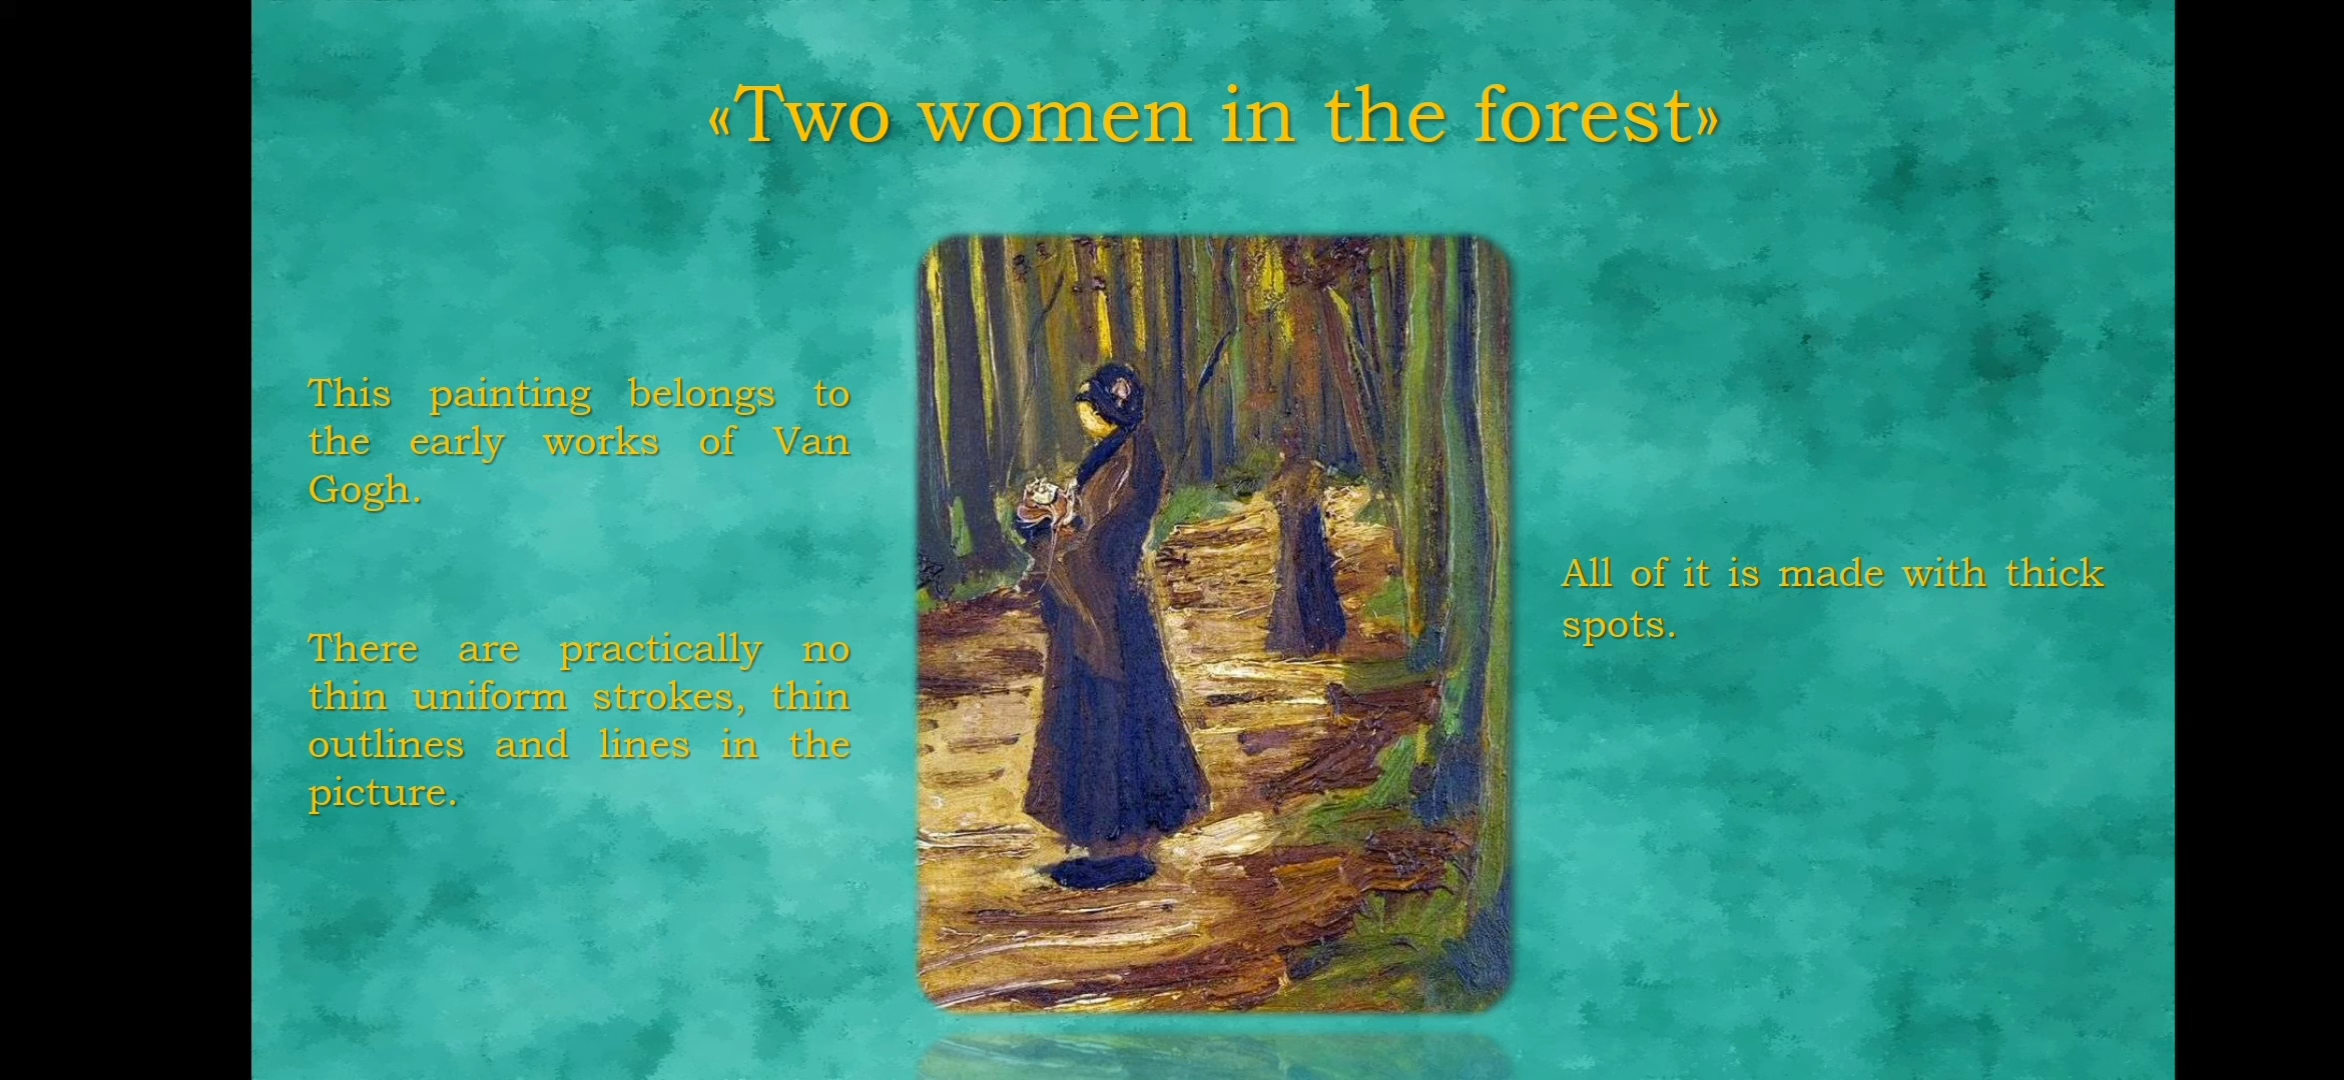 «Two women in the forest»
This painting belongs to
the early works of Van
Gogh.
There are practically no
thin uniform strokes, thin
outlines and lines in the
picture.
All of it is made with thick
spots.